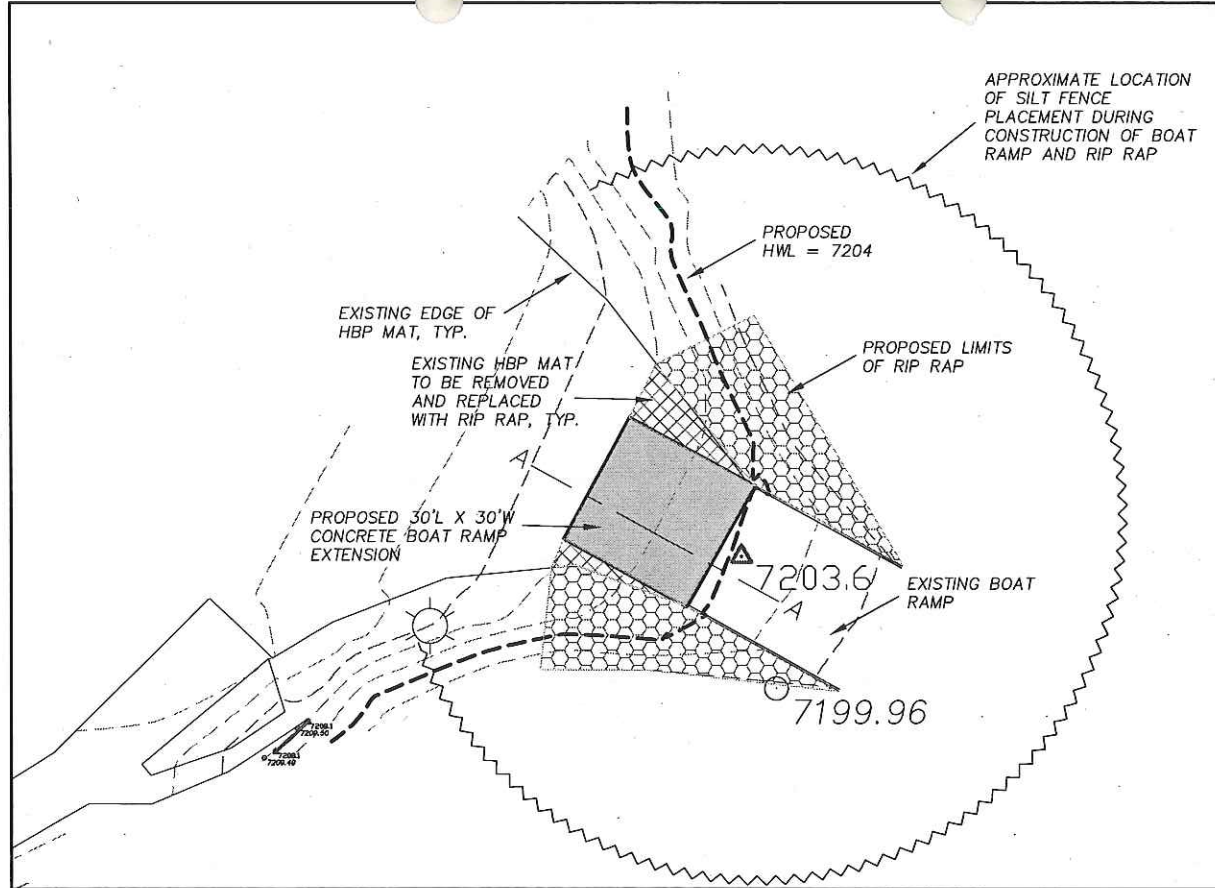 APPROXIMATE LOCATION
OF SILT FENCE
PLACEMENT DURING
CONSTRUCTION OF BOAT
RAMP AND RIP RAP
PROPOSED
HWL = 7204
EXISTING EDGE OF
HBP MAT, TYP.
PROPOSED LIMITS
OF RIP RAP
EXISTING HBP MAT
TO BE REMOVED
AND REPLACED
WITH RIP RAP, TYP.
A
PROPOSED 30'L X 30'W
CONCRETE BOAT RAMP
EXTENSION
7203.6
EXISTING BOAT
RAMP
A
7199.96